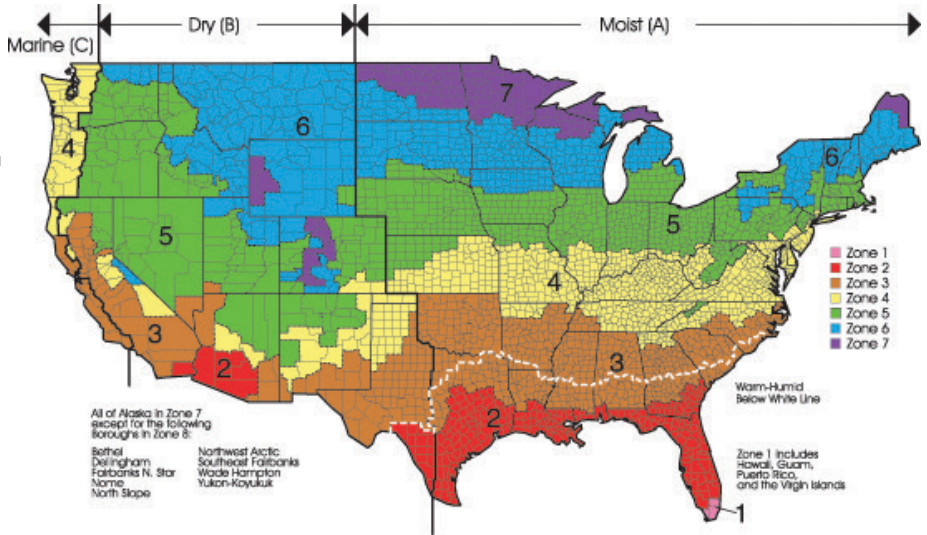 Marine (C)
Dry (B)
Moist (A)
7
6
4
6
5
5
4
3
3
2
2
1
Zone 1
Zone 2
Zone 3
Zone 4
Zone 5
Zone 6
Zone 7
Warm-Humid
Below White Line
All of Alaska in Zone 7
except for the following
Boroughs in Zone 8:
Bethel
Dellingham
Fairbanks N. Star
Nome
North Slope
Northwest Arctic
Southeast Fairbanks
Wade Hampton
Yukon-Koyukuk
Zone 1 includes
Hawaii, Guam,
Puerto Rico,
and the Virgin Islands